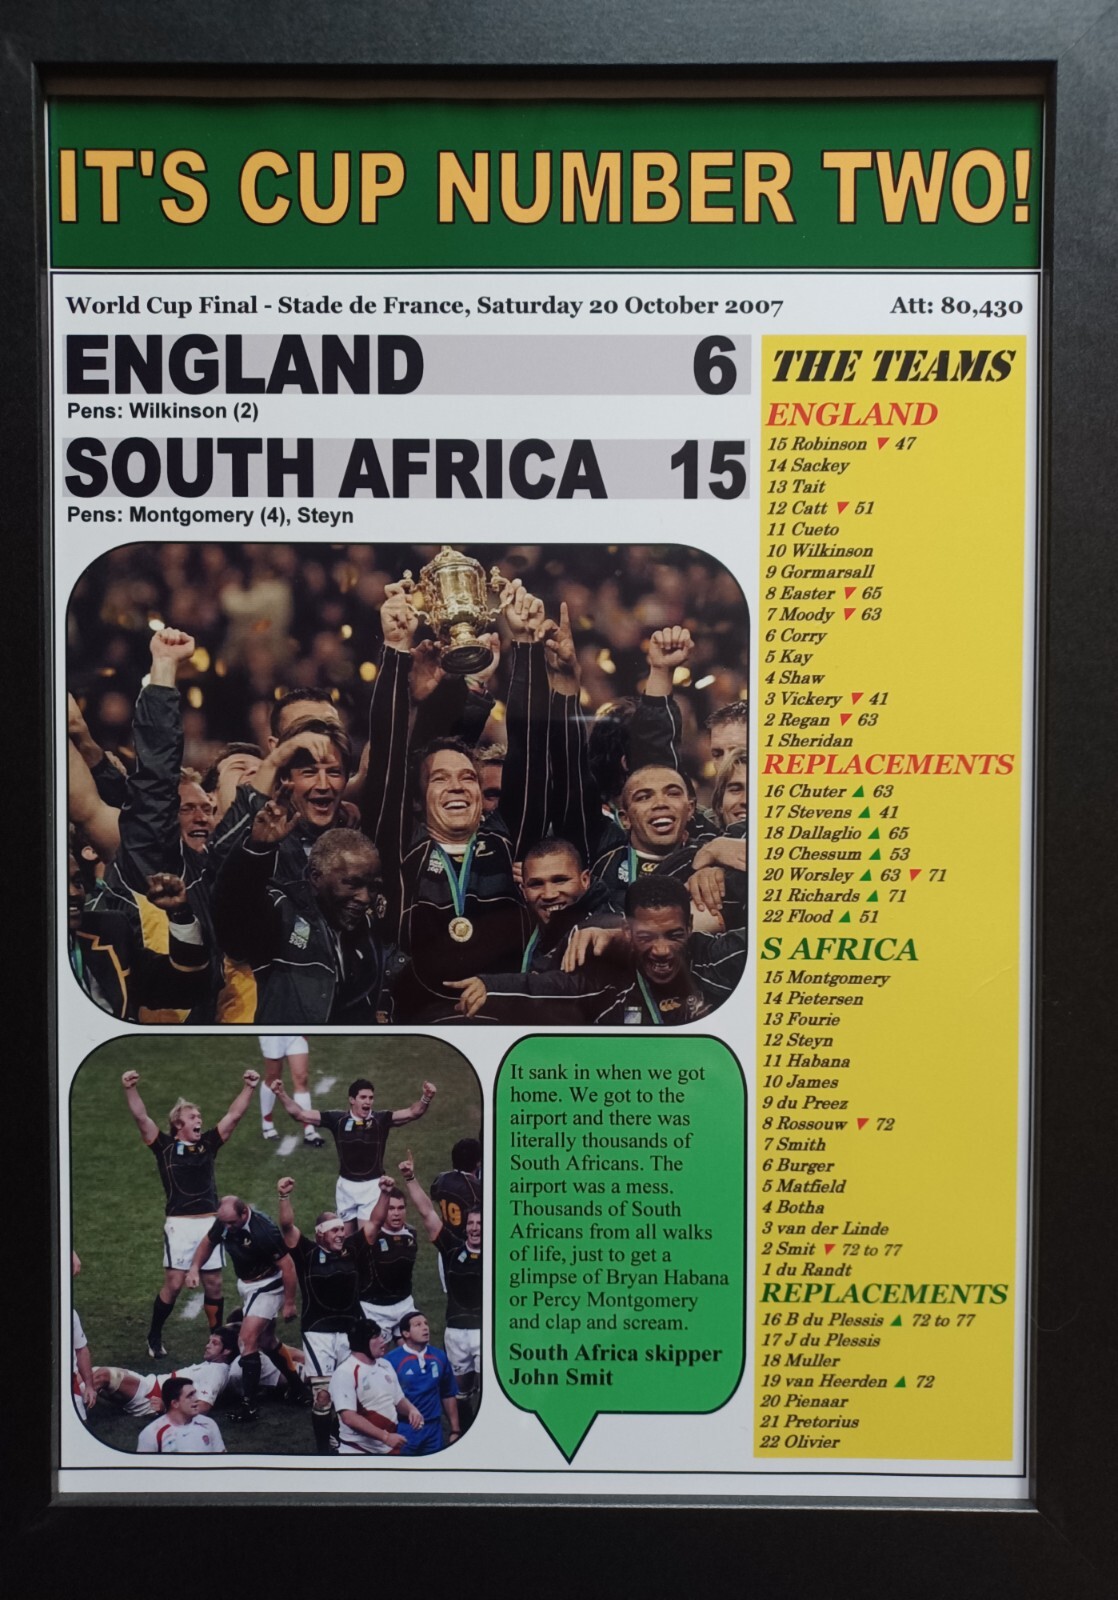 IT'S CUP NUMBER TWO!
World Cup Final - Stade de France, Saturday 20 October 2007 Att: 80,430
ENGLAND 6
Pens: Wilkinson (2)
SOUTH AFRICA 15
Pens: Montgomery (4), Steyn
It sank in when we got
home. We got to the
airport and there was
literally thousands of
South Africans. The
airport was a mess.
Thousands of South
Africans from all walks
of life, just to get a
glimpse of Bryan Habana
or Percy Montgomery
and clap and scream.
South Africa skipper
John Smit
THE TEAMS
ENGLAND
15 Robinson ▼ 47
14 Sackey
13 Tait
12 Catt ▼ 51
11 Cueto
10 Wilkinson
9 Gormarsall
8 Easter ▼ 65
7 Moody ▼ 63
6 Corry
5 Kay
4 Shaw
3 Vickery ▼ 41
2 Regan ▼ 63
1 Sheridan
REPLACEMENTS
16 Chuter ▲ 63
17 Stevens ▲ 41
18 Dallaglio ▲ 65
19 Chessum ▲ 53
20 Worsley ▲ 63 ▼ 71
21 Richards ▲ 71
22 Flood ▲ 51
S AFRICA
15 Montgomery
14 Pietersen
13 Fourie
12 Steyn
11 Habana
10 James
9 du Preez
8 Rossouw ▼ 72
7 Smith
6 Burger
5 Matfield
4 Botha
3 van der Linde
2 Smit ▼ 72 to 77
1 du Randt
REPLACEMENTS
16 B du Plessis ▲ 72 to 77
17 J du Plessis
18 Muller
19 van Heerden ▲ 72
20 Pienaar
21 Pretorius
22 Olivier